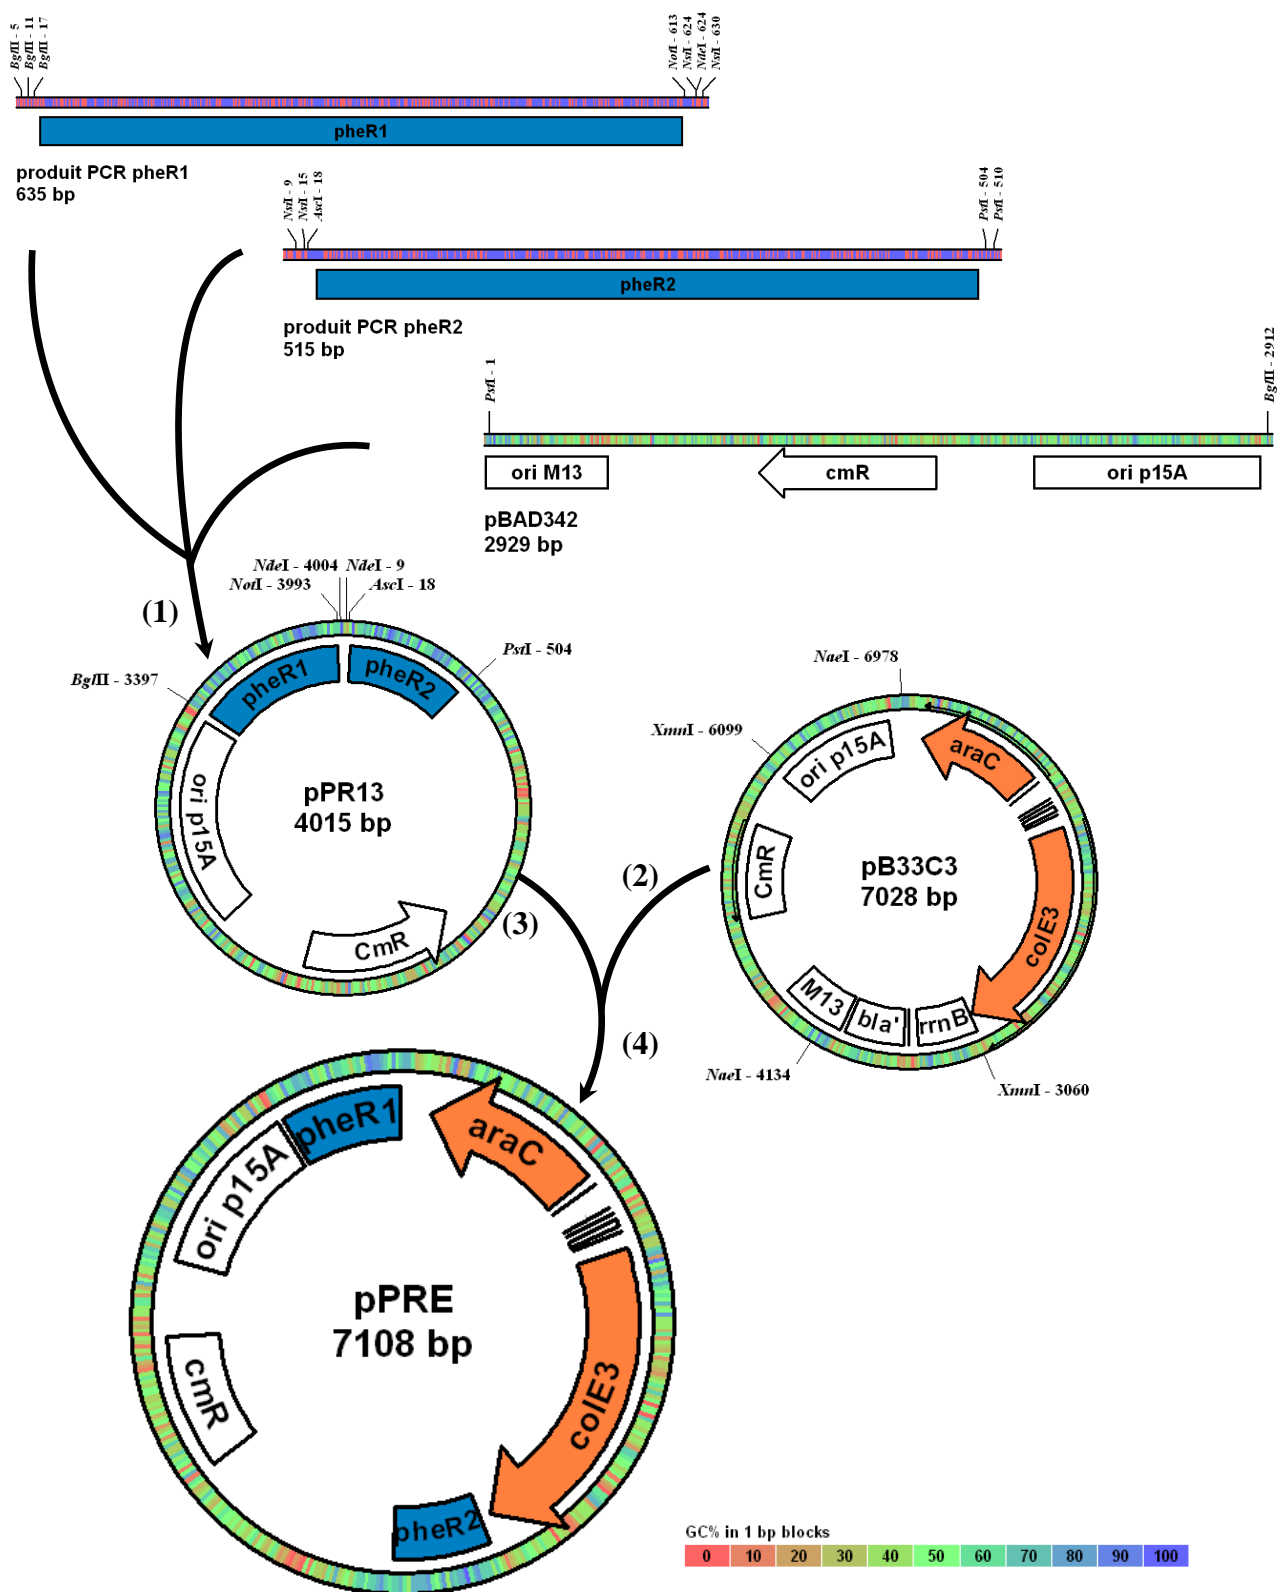 BglII - 5
BglII - 11
BglII - 17
NotI - 613
NsiI - 624
NdeI - 624
NsiI - 630
pheR1
produit PCR pheR1
635 bp
NsiI - 9
NsiI - 15
AscI - 18
PstI - 504
PstI - 510
pheR2
produit PCR pheR2
515 bp
PstI - 1
BglII - 2912
ori M13
cmR
ori p15A
pBAD342
2929 bp
(1)
NdeI - 4004
NdeI - 9
NotI - 3993
AscI - 18
BglII - 3397
PstI - 504
pheR1
pheR2
ori p15A
CmR
pPR13
4015 bp
(2)
(3)
(4)
NaeI - 6978
XmnI - 6099
ori p15A
araC
CmR
colE3
M13
bla'
rrnB
pB33C3
7028 bp
NaeI - 4134
XmnI - 3060
pheR1
araC
ori p15A
pPRE
7108 bp
cmR
colE3
pheR2
GC% in 1 bp blocks
0 10 20 30 40 50 60 70 80 90 100